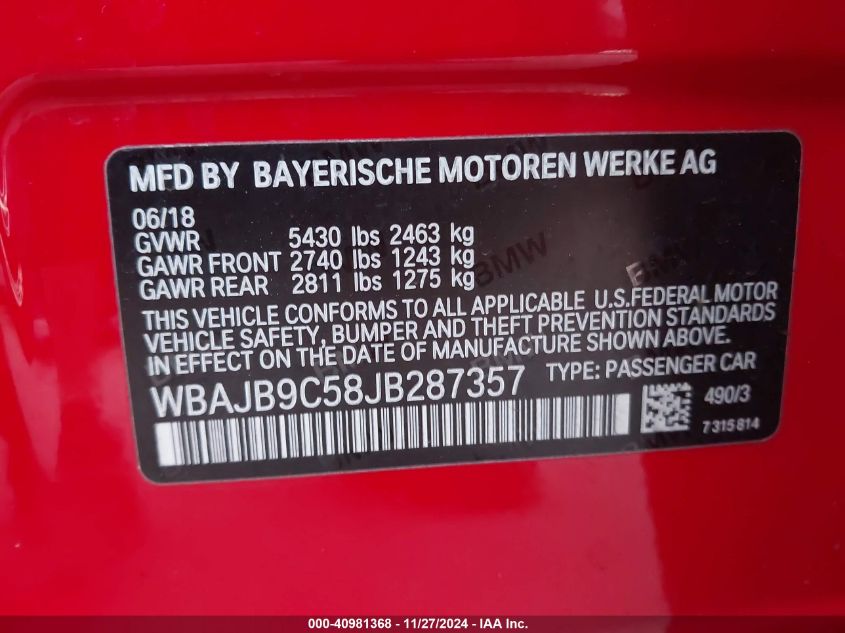 MFD BY BAYERISCHE MOTOREN WERKE AG
06/18
GVWR 5430 lbs 2463 kg
GAWR FRONT 2740 lbs 1243 kg
GAWR REAR 2811 lbs 1275 kg
THIS VEHICLE CONFORMS TO ALL APPLICABLE U.S.FEDERAL MOTOR
VEHICLE SAFETY, BUMPER AND THEFT PREVENTION STANDARDS
IN EFFECT ON THE DATE OF MANUFACTURE SHOWN ABOVE.
WBAJB9C58JB287357 TYPE: PASSENGER CAR
490/3
7315814
000-40981368 - 11/27/2024 - IAA Inc.